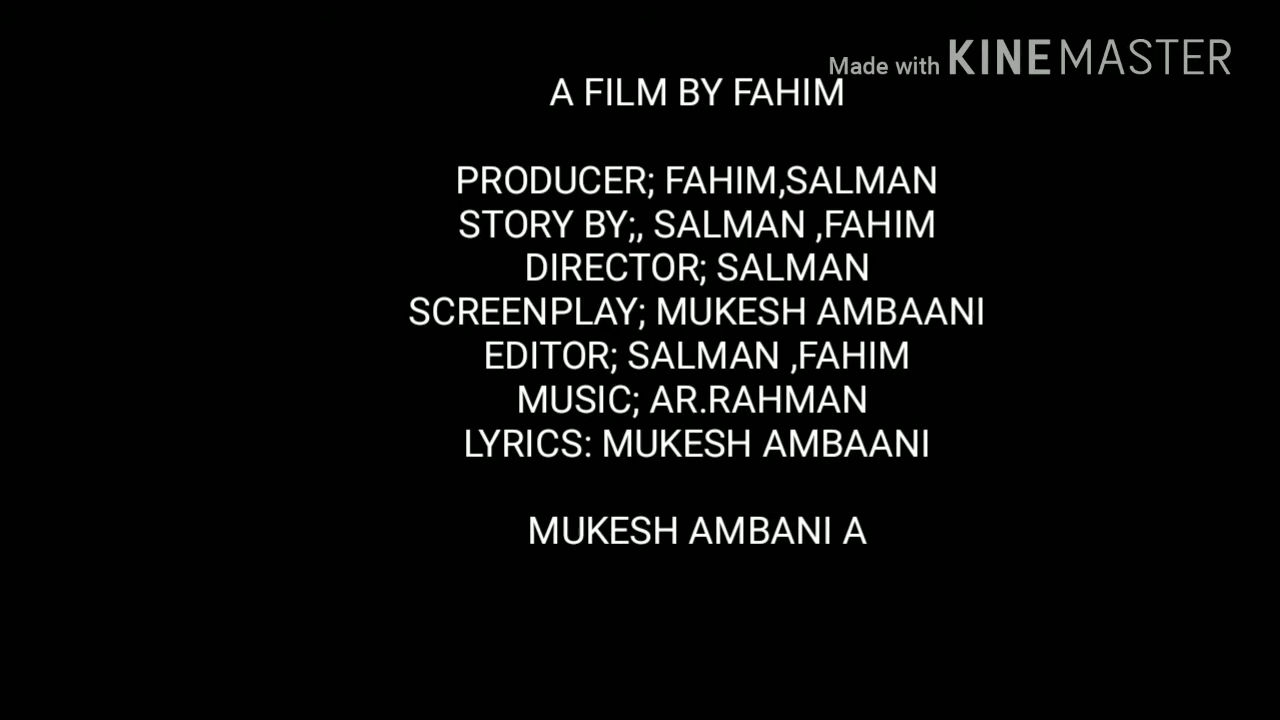 Made with KINEMASTER
A FILM BY FAHIM
PRODUCER; FAHIM,SALMAN
STORY BY;, SALMAN ,FAHIM
DIRECTOR; SALMAN
SCREENPLAY; MUKESH AMBAANI
EDITOR; SALMAN ,FAHIM
MUSIC; AR.RAHMAN
LYRICS: MUKESH AMBAANI
MUKESH AMBANI A